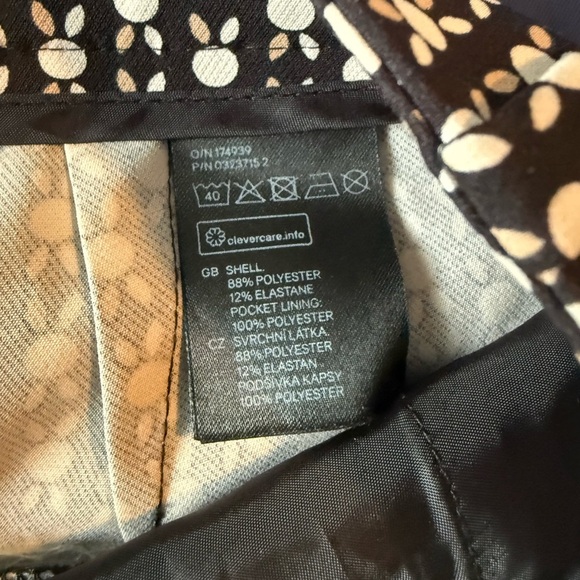 O/N 174939
P/N 0323715 2
40
clevercare.info
GB SHELL.
88% POLYESTER
12% ELASTANE
POCKET LINING:
100% POLYESTER
CZ SVRCHNÍ LÁTKA.
88% POLYESTER
12% ELASTAN
PODŠÍVKA KAPSY
100% POLYESTER